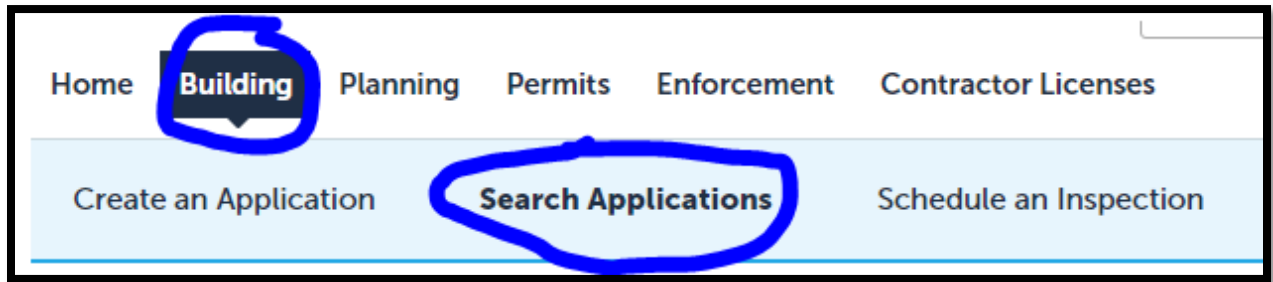 Home Building Planning Permits Enforcement Contractor Licenses
Create an Application Search Applications Schedule an Inspection